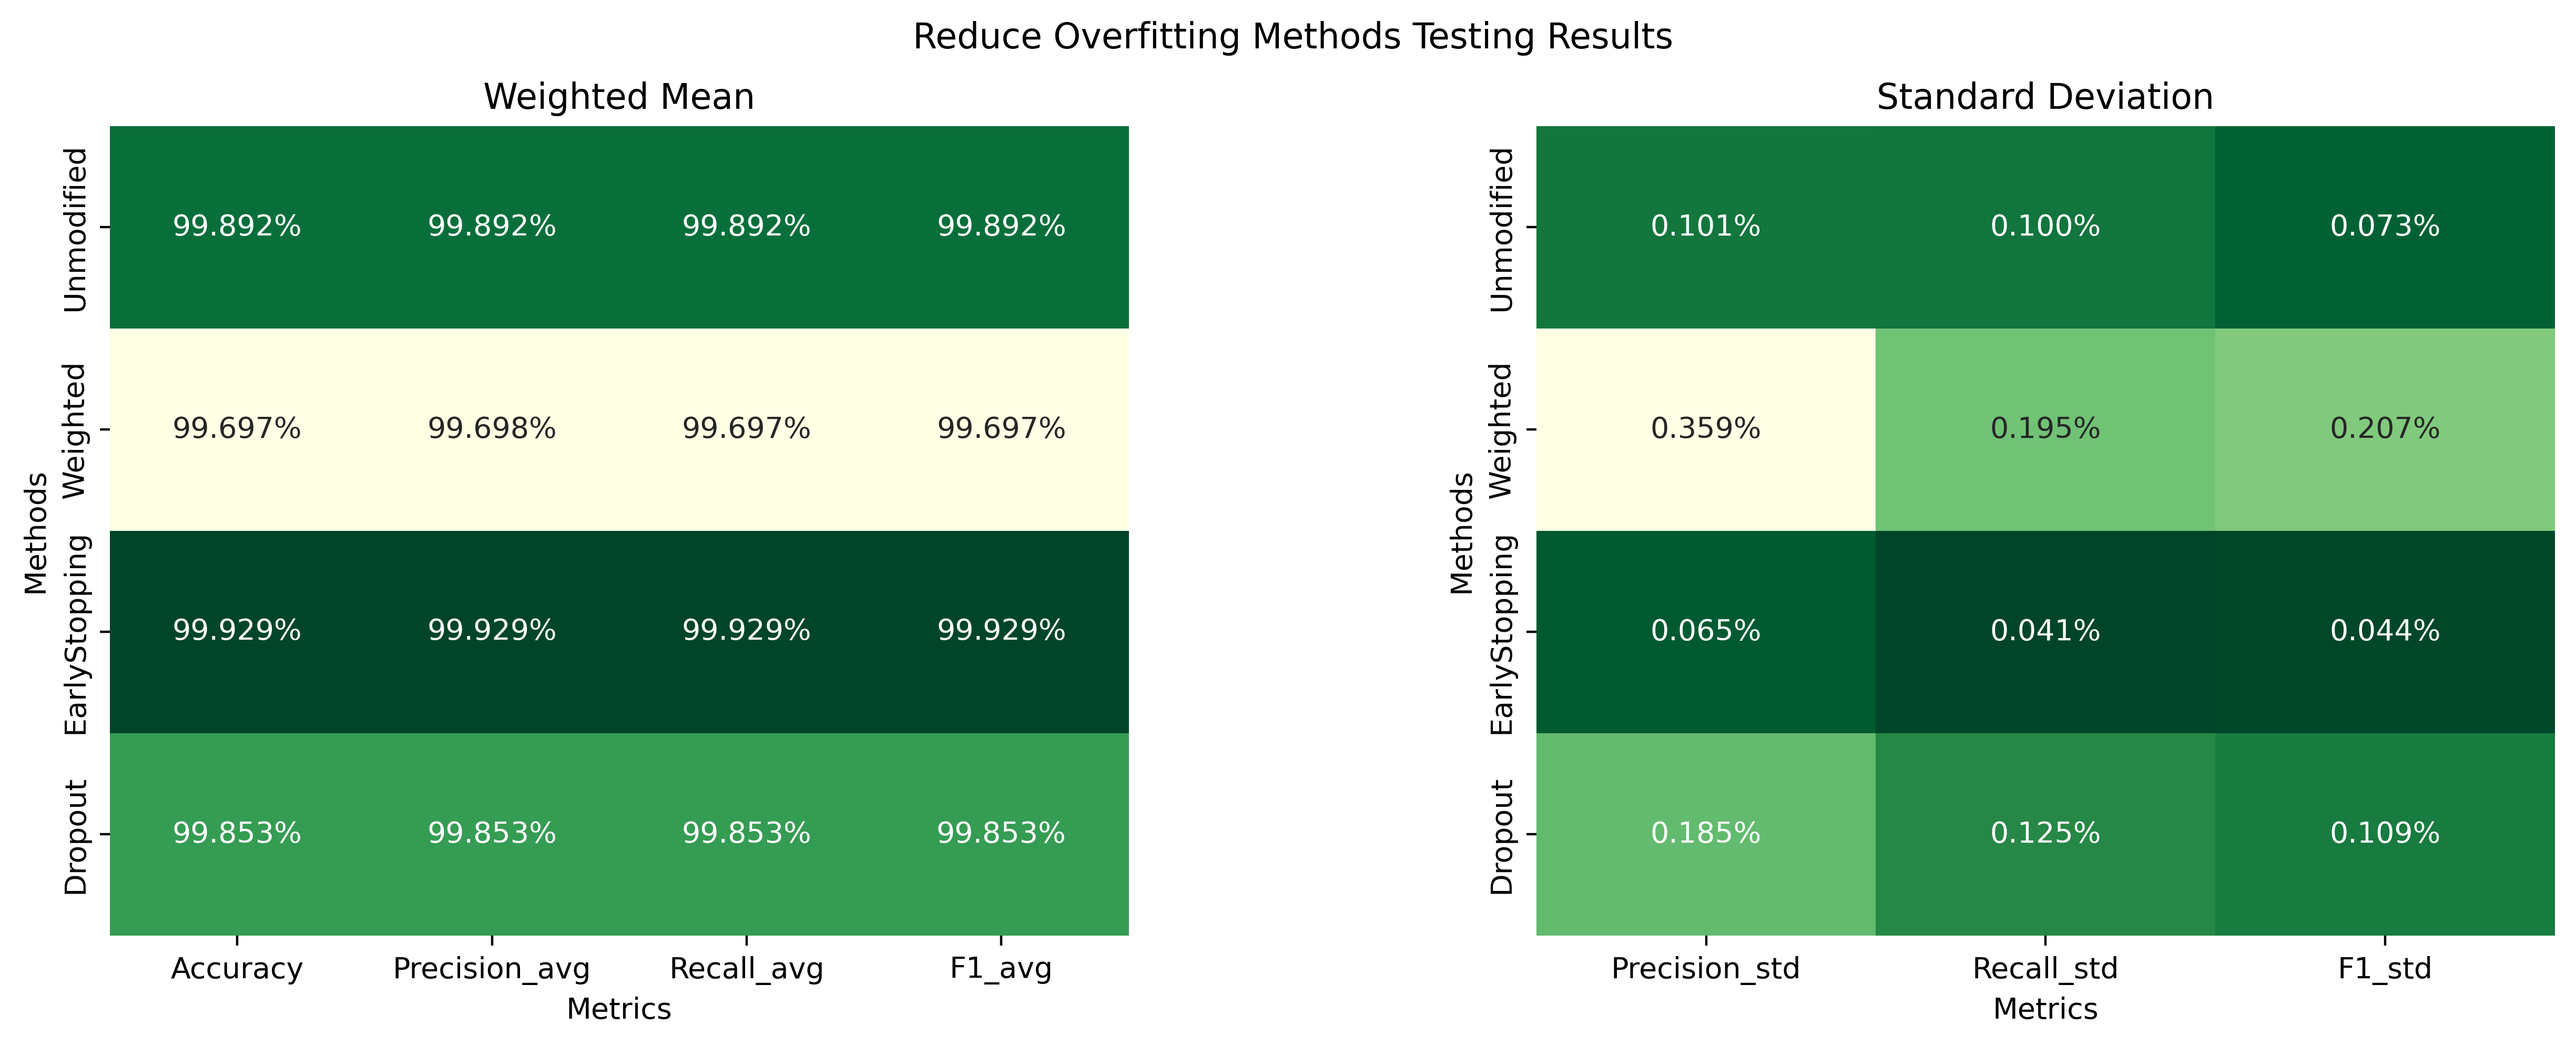 Reduce Overfitting Methods Testing Results
Weighted Mean
Methods
Unmodified
99.892% 99.892% 99.892% 99.892%
Weighted
99.697% 99.698% 99.697% 99.697%
EarlyStopping
99.929% 99.929% 99.929% 99.929%
Dropout
99.853% 99.853% 99.853% 99.853%
Accuracy Precision_avg Recall_avg F1_avg
Metrics
Standard Deviation
Methods
Unmodified
0.101% 0.100% 0.073%
Weighted
0.359% 0.195% 0.207%
EarlyStopping
0.065% 0.041% 0.044%
Dropout
0.185% 0.125% 0.109%
Precision_std Recall_std F1_std
Metrics